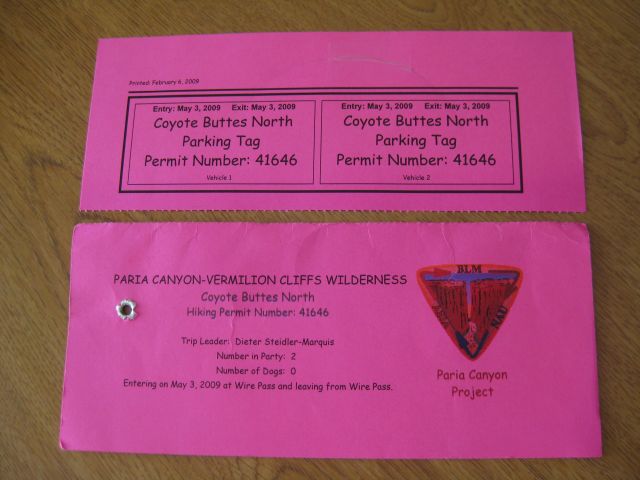 Printed: February 6, 2009
Entry: May 3, 2009 Exit: May 3, 2009
Coyote Buttes North
Parking Tag
Permit Number: 41646
Vehicle 1
Entry: May 3, 2009 Exit: May 3, 2009
Coyote Buttes North
Parking Tag
Permit Number: 41646
Vehicle 2
PARIA CANYON-VERMILION CLIFFS WILDERNESS
Coyote Buttes North
Hiking Permit Number: 41646
Trip Leader: Dieter Steidler-Marquis
Number in Party: 2
Number of Dogs: 0
Entering on May 3, 2009 at Wire Pass and leaving from Wire Pass.
BLM
NAU
Paria Canyon
Project